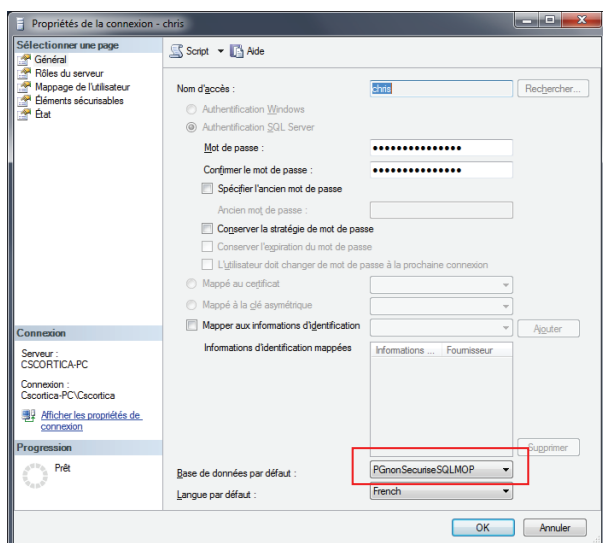 Propriétés de la connexion - chris
Sélectionner une page
Général
Rôles du serveur
Mappage de l'utilisateur
Éléments sécurisables
État
Script
Aide
Nom d'accès :
chris
Rechercher...
Authentification Windows
Authentification SQL Server
Mot de passe :
●●●●●●●●●●●●●●●
Confirmer le mot de passe :
●●●●●●●●●●●●●●●
Spécifier l'ancien mot de passe
Ancien mot de passe :
Conserver la stratégie de mot de passe
Conserver l'expiration du mot de passe
L'utilisateur doit changer de mot de passe à la prochaine connexion
Mappé au certificat
Mappé à la clé asymétrique
Mapper aux informations d'identification
Ajouter
Informations d'identification mappées
Informations ... Fournisseur
Supprimer
Base de données par défaut :
PGnonSecuriseSQLMOP
Langue par défaut :
French
Connexion
Serveur :
CSCORTICA-PC
Connexion :
Cscortica-PC\Cscortica
Afficher les propriétés de
connexion
Progression
Prêt
OK
Annuler